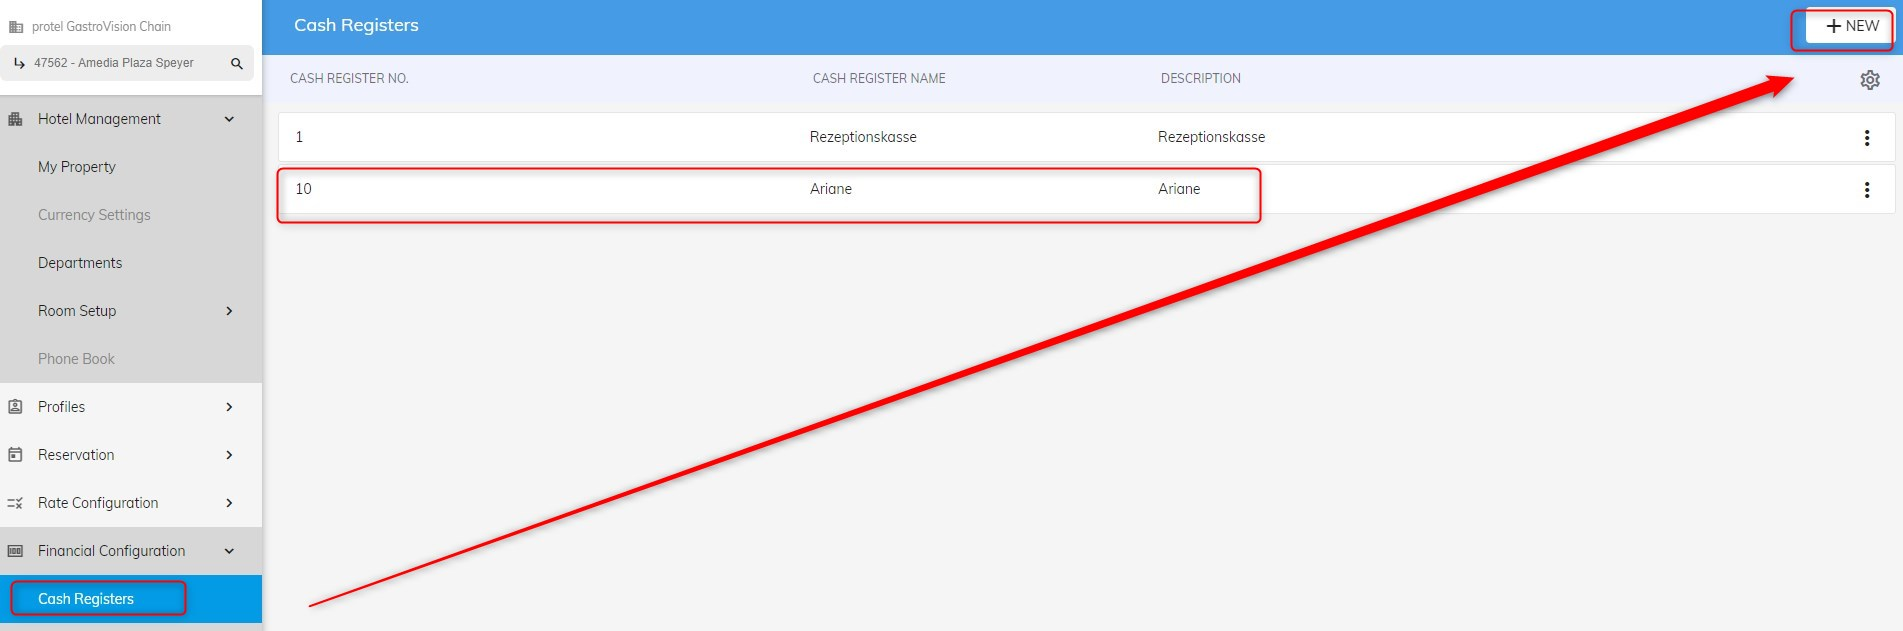 protel GastroVision Chain
47562 - Amedia Plaza Speyer
Hotel Management
My Property
Currency Settings
Departments
Room Setup
Phone Book
Profiles
Reservation
Rate Configuration
Financial Configuration
Cash Registers
Cash Registers
NEW
CASH REGISTER NO. CASH REGISTER NAME DESCRIPTION
1 Rezeptionskasse Rezeptionskasse
10 Ariane Ariane